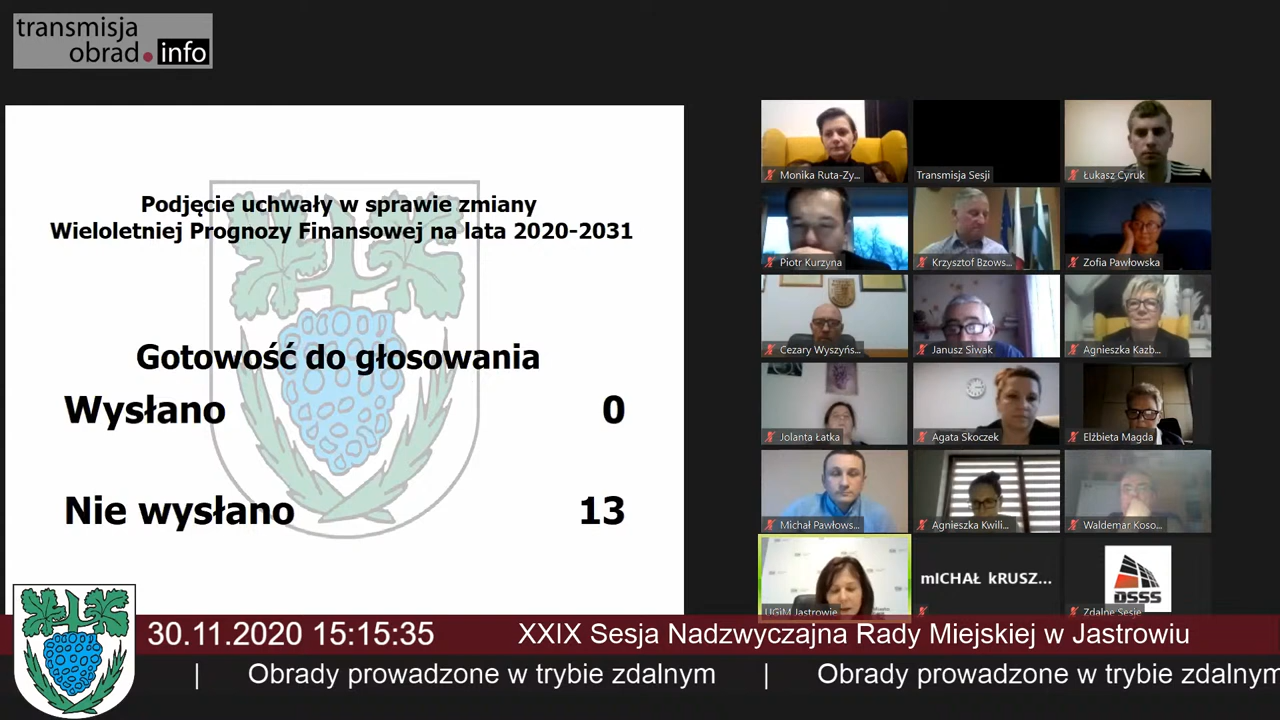 transmisja
obrad.info
Podjęcie uchwały w sprawie zmiany
Wieloletniej Prognozy Finansowej na lata 2020-2031
Gotowość do głosowania
Wysłano 0
Nie wysłano 13
Monika Ruta-Zy...
Transmisja Sesji
Łukasz Cyruk
Piotr Kurzyna
Krzysztof Bzows...
Zofia Pawłowska
Cezary Wyszyńs...
Janusz Siwak
Agnieszka Kazb...
Jolanta Łatka
Agata Skoczek
Elżbieta Magda
Michał Pawłows...
Agnieszka Kwili...
Waldemar Koso...
UGiM Jastrowie
mICHAŁ kRUSZ...
DSSS
Zdalne Sesje
30.11.2020 15:15:35 XXIX Sesja Nadzwyczajna Rady Miejskiej w Jastrowiu
| Obrady prowadzone w trybie zdalnym | Obrady prowadzone w trybie zdalnym